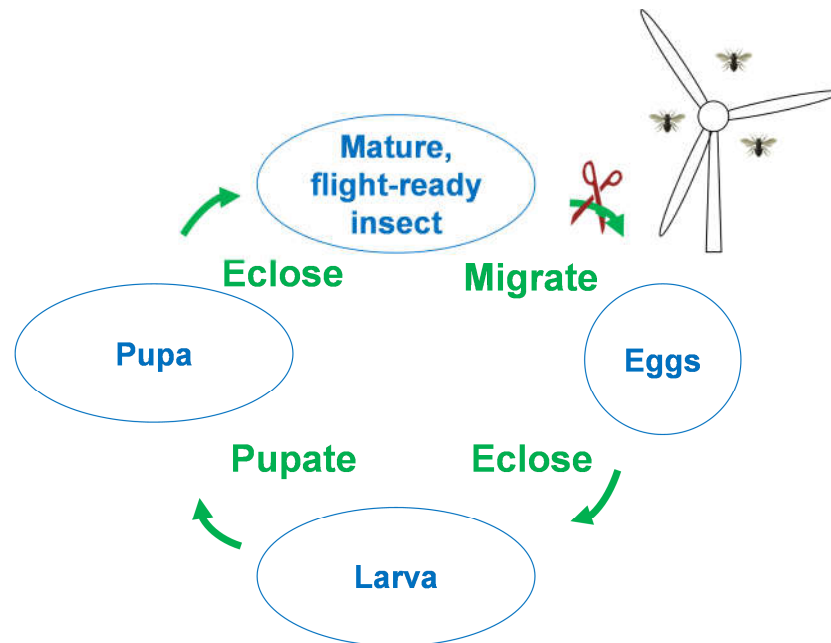 Mature,
flight-ready
insect
Eclose
Migrate
Pupa
Eggs
Pupate
Eclose
Larva